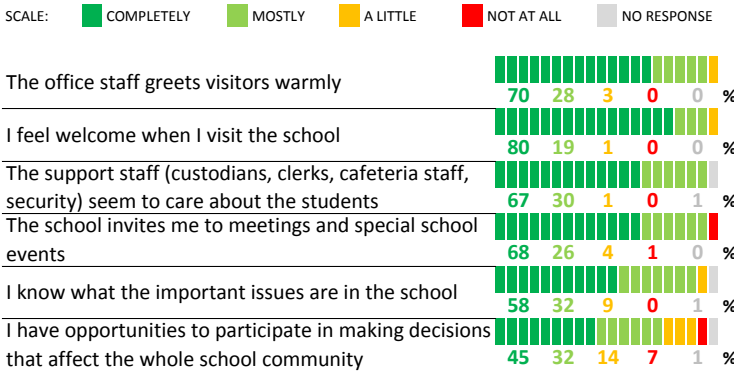 SCALE: COMPLETELY MOSTLY A LITTLE NOT AT ALL NO RESPONSE
The office staff greets visitors warmly
70 28 3 0 0 %
I feel welcome when I visit the school
80 19 1 0 0 %
The support staff (custodians, clerks, cafeteria staff,
security) seem to care about the students
67 30 1 0 1 %
The school invites me to meetings and special school
events
68 26 4 1 0 %
I know what the important issues are in the school
58 32 9 0 1 %
I have opportunities to participate in making decisions
that affect the whole school community
45 32 14 7 1 %